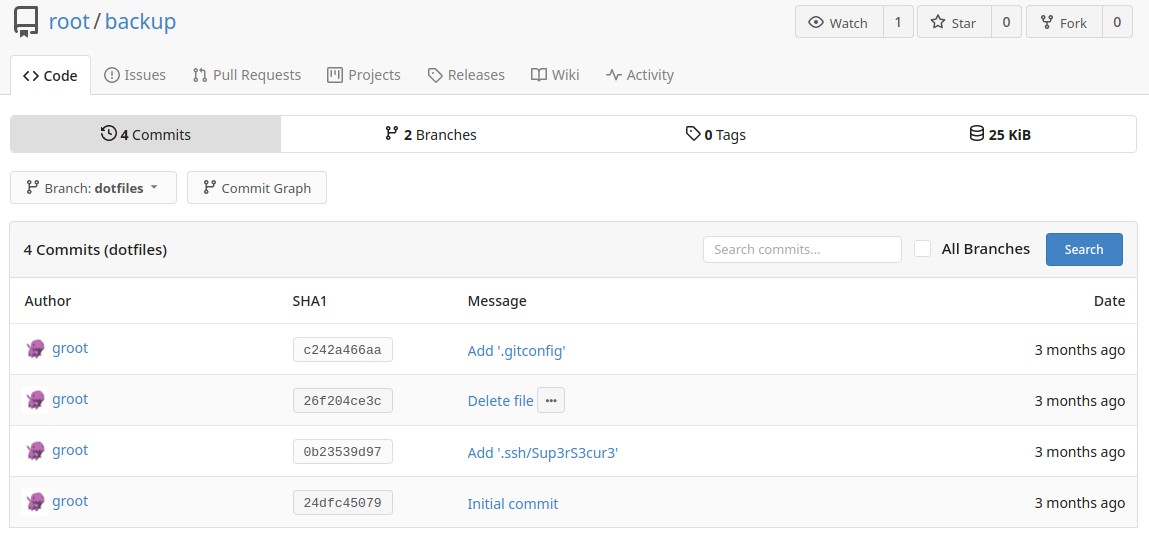 root / backup
Watch 1 Star 0 Fork 0
Code Issues Pull Requests Projects Releases Wiki Activity
4 Commits 2 Branches 0 Tags 25 KiB
Branch: dotfiles Commit Graph
4 Commits (dotfiles) Search commits... All Branches Search
Author SHA1 Message Date
groot c242a466aa Add '.gitconfig' 3 months ago
groot 26f204ce3c Delete file ... 3 months ago
groot 0b23539d97 Add '.ssh/Sup3rS3cur3' 3 months ago
groot 24dfc45079 Initial commit 3 months ago